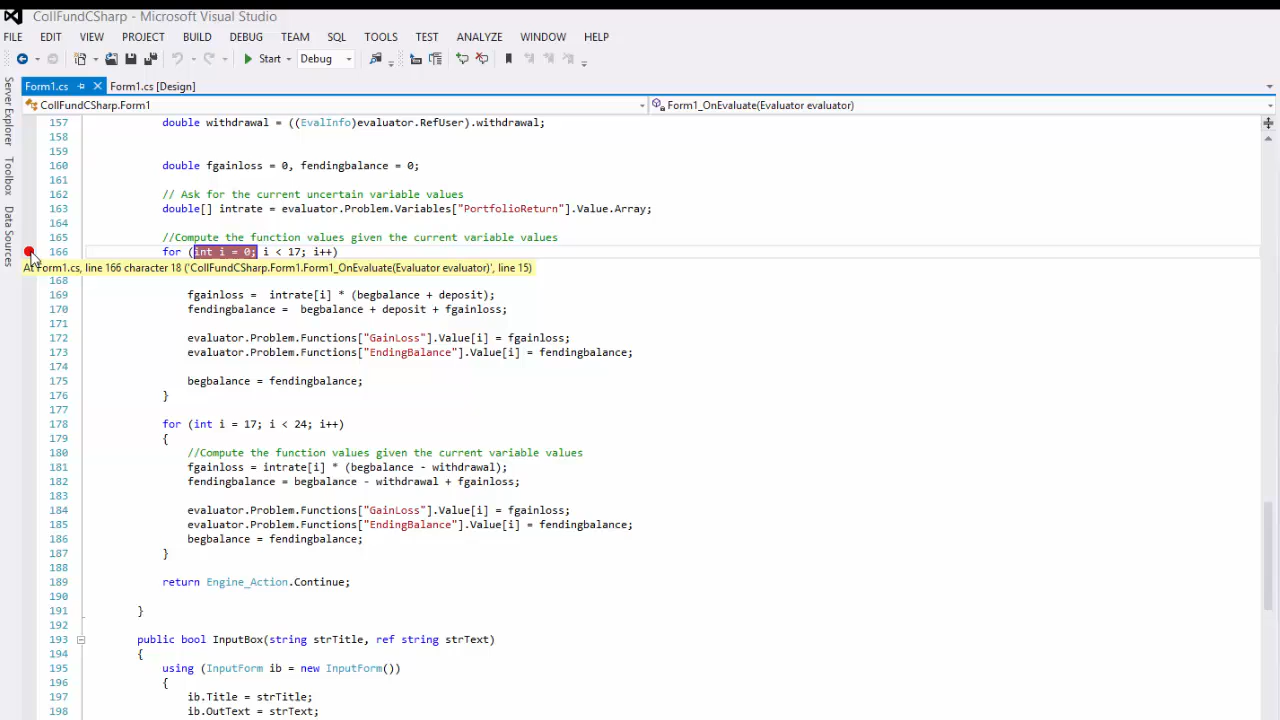 CollFundCSharp - Microsoft Visual Studio
FILE EDIT VIEW PROJECT BUILD DEBUG TEAM SQL TOOLS TEST ANALYZE WINDOW HELP
Start Debug
Form1.cs Form1.cs [Design]
CollFundCSharp.Form1 Form1_OnEvaluate(Evaluator evaluator)
Server Explorer
Toolbox
Data Sources
157 double withdrawal = ((EvalInfo)evaluator.RefUser).withdrawal;
158
159
160 double fgainloss = 0, fendingbalance = 0;
161
162 // Ask for the current uncertain variable values
163 double[] intrate = evaluator.Problem.Variables["PortfolioReturn"].Value.Array;
164
165 //Compute the function values given the current variable values
166 for (int i = 0; i < 17; i++)
At Form1.cs, line 166 character 18 ('CollFundCSharp.Form1.Form1_OnEvaluate(Evaluator evaluator)', line 15)
168
169 fgainloss = intrate[i] * (begbalance + deposit);
170 fendingbalance = begbalance + deposit + fgainloss;
171
172 evaluator.Problem.Functions["GainLoss"].Value[i] = fgainloss;
173 evaluator.Problem.Functions["EndingBalance"].Value[i] = fendingbalance;
174
175 begbalance = fendingbalance;
176 }
177
178 for (int i = 17; i < 24; i++)
179 {
180 //Compute the function values given the current variable values
181 fgainloss = intrate[i] * (begbalance - withdrawal);
182 fendingbalance = begbalance - withdrawal + fgainloss;
183
184 evaluator.Problem.Functions["GainLoss"].Value[i] = fgainloss;
185 evaluator.Problem.Functions["EndingBalance"].Value[i] = fendingbalance;
186 begbalance = fendingbalance;
187 }
188
189 return Engine_Action.Continue;
190
191 }
192
193 public bool InputBox(string strTitle, ref string strText)
194 {
195 using (InputForm ib = new InputForm())
196 {
197 ib.Title = strTitle;
198 ib.OutText = strText;